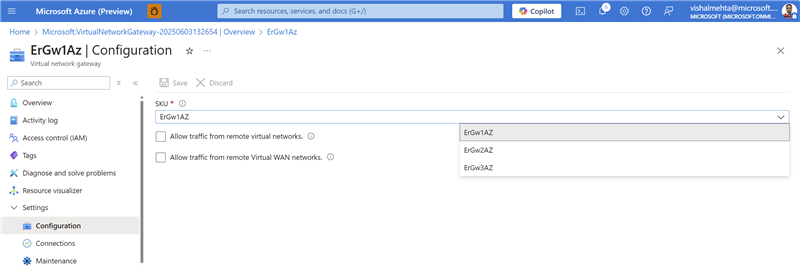 Microsoft Azure (Preview)
Search resources, services, and docs (G+/)
Copilot
6
vishalmehta@microsoft....
MICROSOFT (MICROSOFT.ONMI...
Home > Microsoft.VirtualNetworkGateway-20250603132654 | Overview > ErGw1Az
ErGw1Az | Configuration
Virtual network gateway
Search
Save
Discard
Overview
Activity log
Access control (IAM)
Tags
Diagnose and solve problems
Resource visualizer
Settings
Configuration
Connections
Maintenance
SKU *
ErGw1AZ
ErGw1AZ
ErGw2AZ
ErGw3AZ
Allow traffic from remote virtual networks.
Allow traffic from remote Virtual WAN networks.